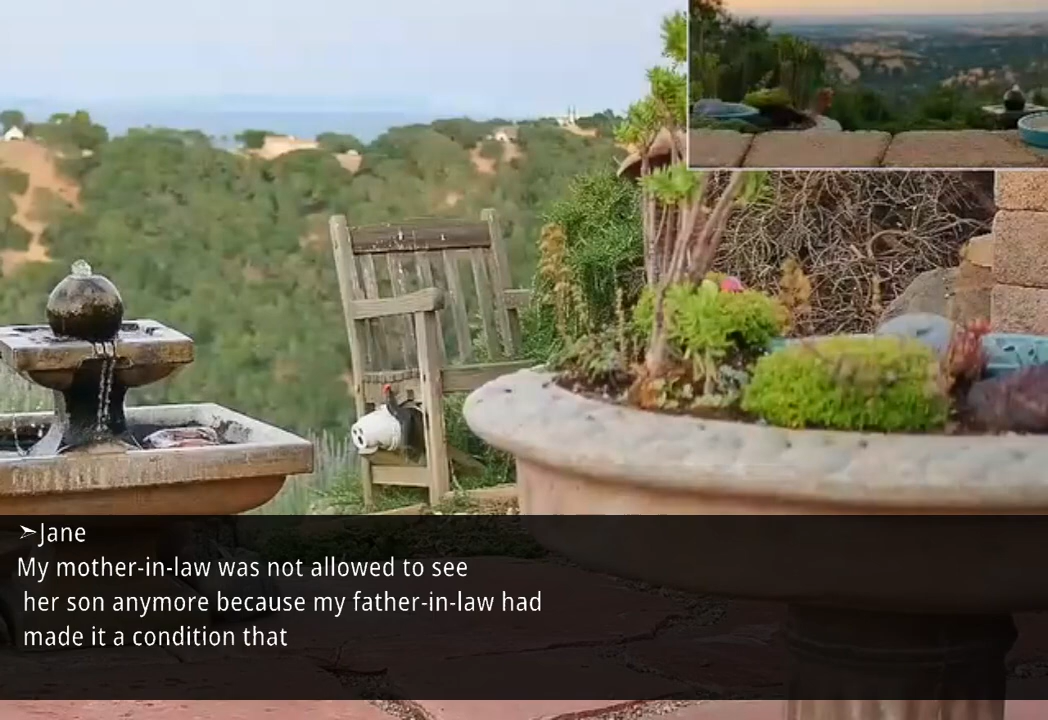 ➣Jane
My mother-in-law was not allowed to see
her son anymore because my father-in-law had
made it a condition that